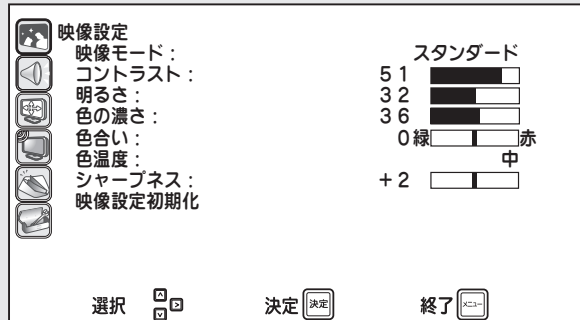 映像設定
映像モード： スタンダード
コントラスト： 51
明るさ： 32
色の濃さ： 36
色合い： 0 緑 赤
色温度： 中
シャープネス： +2
映像設定初期化
選択 決定 決定 終了 メニュー